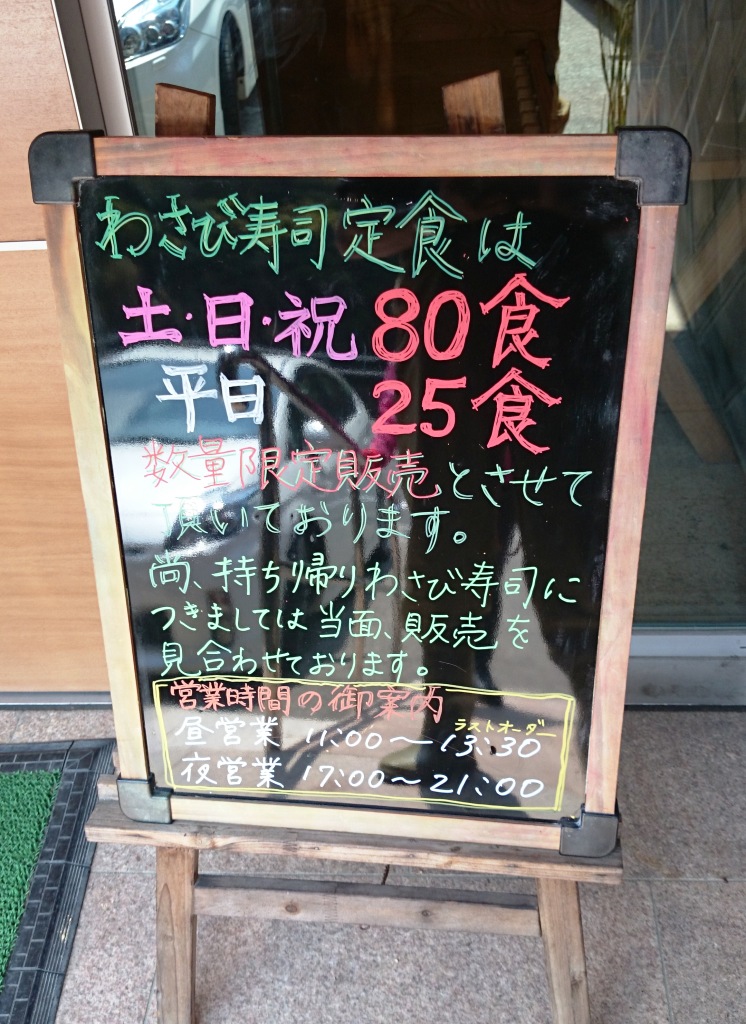 わさび寿司定食は
土・日・祝 80食
平日 25食
数量限定販売とさせて
頂いております。
尚、持ち帰りわさび寿司に
つきましては当面、販売を
見合わせております。
営業時間の御案内
ラストオーダー
昼営業 11:00〜13:30
夜営業 17:00〜21:00